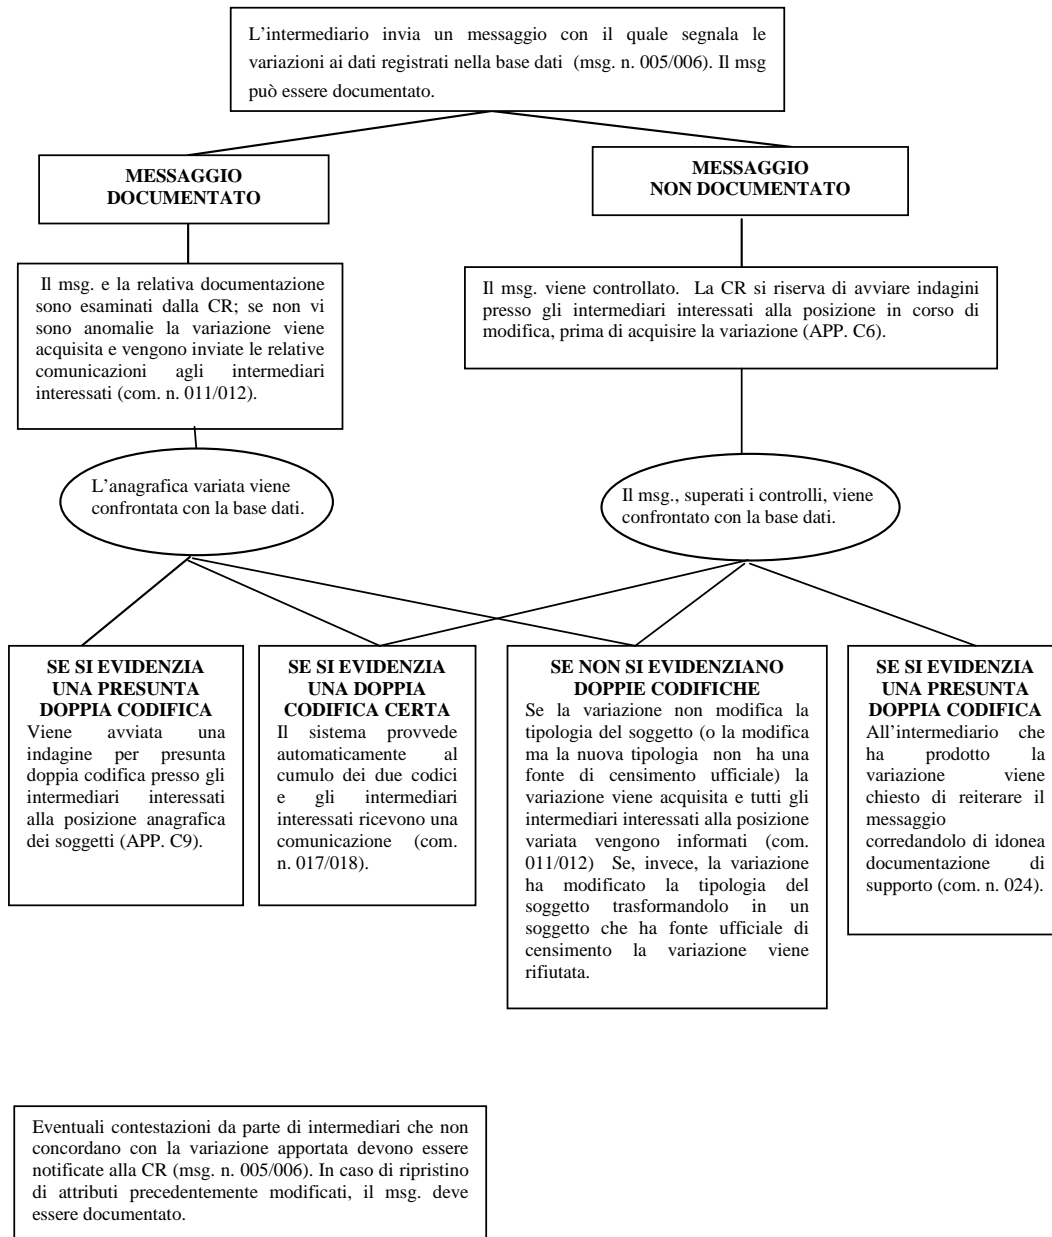 L'intermediario invia un messaggio con il quale segnala le
variazioni ai dati registrati nella base dati (msg. n. 005/006). Il msg
può essere documentato.
MESSAGGIO
DOCUMENTATO
MESSAGGIO
NON DOCUMENTATO
Il msg. e la relativa documentazione
sono esaminati dalla CR; se non vi
sono anomalie la variazione viene
acquisita e vengono inviate le relative
comunicazioni agli intermediari
interessati (com. n. 011/012).
Il msg. viene controllato. La CR si riserva di avviare indagini
presso gli intermediari interessati alla posizione in corso di
modifica, prima di acquisire la variazione (APP. C6).
L'anagrafica variata viene
confrontata con la base dati.
Il msg., superati i controlli, viene
confrontato con la base dati.
SE SI EVIDENZIA
UNA PRESUNTA
DOPPIA CODIFICA
Viene avviata una
indagine per presunta
doppia codifica presso gli
intermediari interessati
alla posizione anagrafica
dei soggetti (APP. C9).
SE SI EVIDENZIA
UNA DOPPIA
CODIFICA CERTA
Il sistema provvede
automaticamente al
cumulo dei due codici
e gli intermediari
interessati ricevono una
comunicazione (com.
n. 017/018).
SE NON SI EVIDENZIANO
DOPPIE CODIFICHE
Se la variazione non modifica la
tipologia del soggetto (o la modifica
ma la nuova tipologia non ha una
fonte di censimento ufficiale) la
variazione viene acquisita e tutti gli
intermediari interessati alla posizione
variata vengono informati (com.
011/012) Se, invece, la variazione
ha modificato la tipologia del
soggetto trasformandolo in un
soggetto che ha fonte ufficiale di
censimento la variazione viene
rifiutata.
SE SI EVIDENZIA
UNA PRESUNTA
DOPPIA CODIFICA
All'intermediario che
ha prodotto la
variazione viene
chiesto di reiterare il
messaggio
corredandolo di idonea
documentazione di
supporto (com. n. 024).
Eventuali contestazioni da parte di intermediari che non
concordano con la variazione apportata devono essere
notificate alla CR (msg. n. 005/006). In caso di ripristino
di attributi precedentemente modificati, il msg. deve
essere documentato.